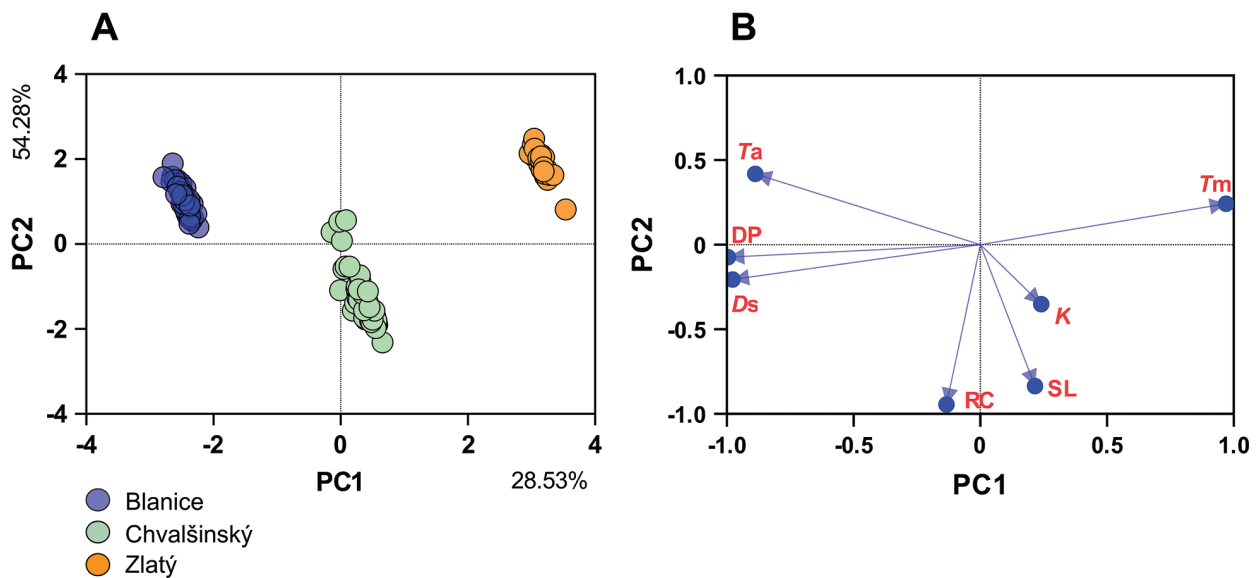 A
54.28%
PC2
4
2
0
-2
-4
-4
-2
0
2
4
PC1
28.53%
Blanice
Chvalšinský
Zlatý
B
PC2
1.0
0.5
0
-0.5
-1.0
-1.0
-0.5
0
0.5
1.0
PC1
Ta
Tm
DP
Ds
K
SL
RC